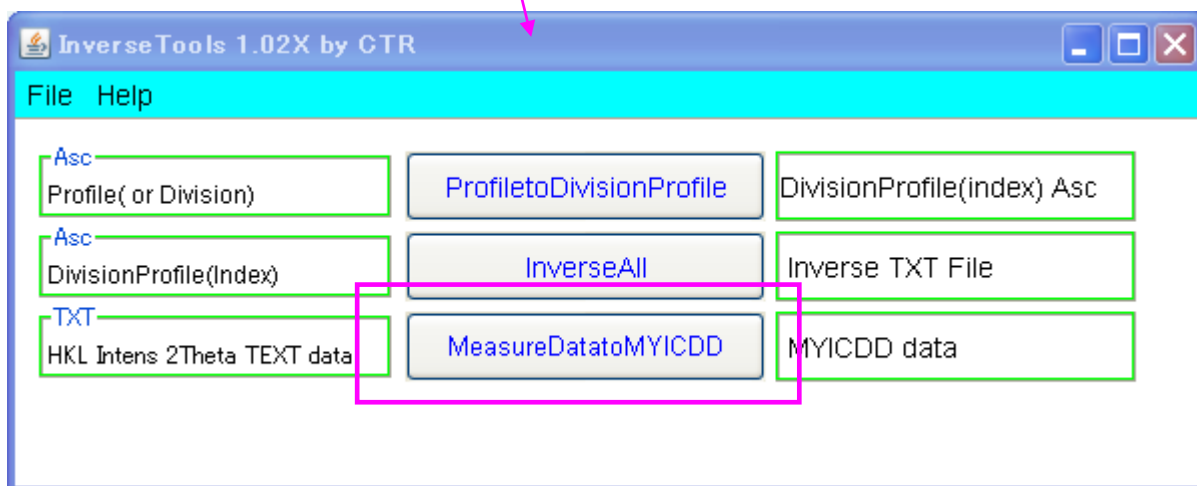 InverseTools 1.02X by CTR
File Help
Asc
Profile( or Division)
ProfiletoDivisionProfile
DivisionProfile(index) Asc
Asc
DivisionProfile(Index)
InverseAll
Inverse TXT File
TXT
HKL Intens 2Theta TEXT data
MeasureDatatoMYICDD
MYICDD data